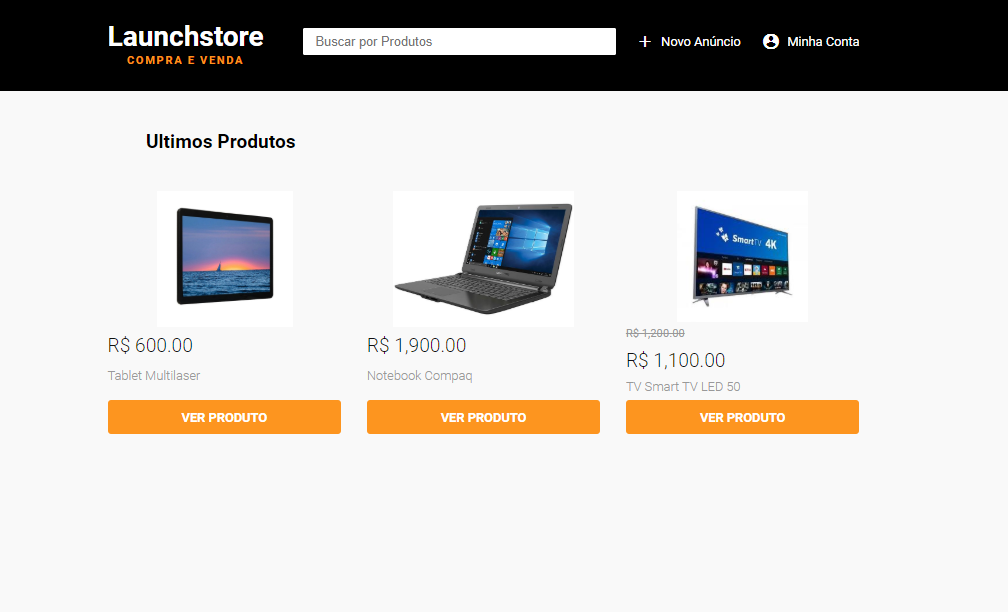 Launchstore
COMPRA E VENDA
Buscar por Produtos
Novo Anúncio
Minha Conta
Ultimos Produtos
SmartTV 4K
R$ 600.00
Tablet Multilaser
VER PRODUTO
R$ 1,900.00
Notebook Compaq
VER PRODUTO
R$ 1,200.00
R$ 1,100.00
TV Smart TV LED 50
VER PRODUTO